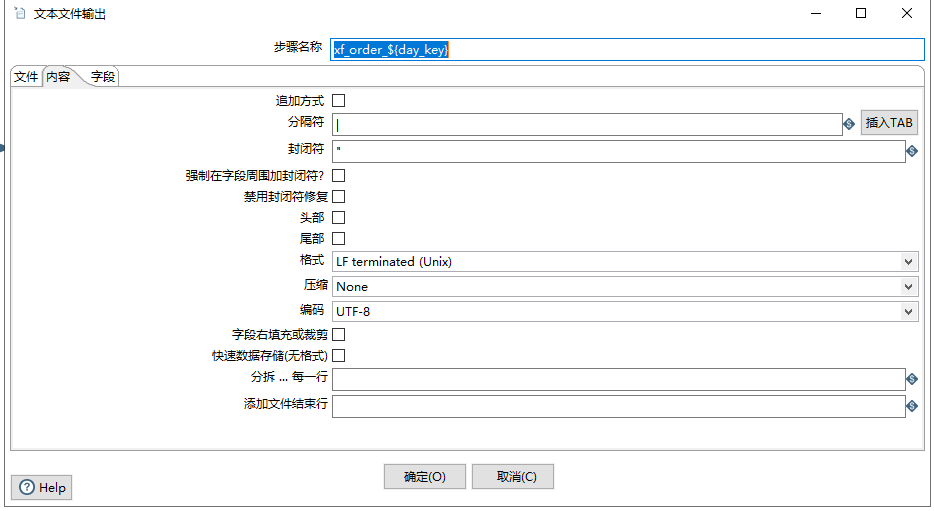 文本文件输出
步骤名称 xf_order_${day_key}
文件 内容 字段
追加方式
分隔符 | 插入TAB
封闭符 "
强制在字段周围加封闭符?
禁用封闭符修复
头部
尾部
格式 LF terminated (Unix)
压缩 None
编码 UTF-8
字段右填充或裁剪
快速数据存储(无格式)
分拆 ... 每一行
添加文件结束行
确定(O) 取消(C)
Help